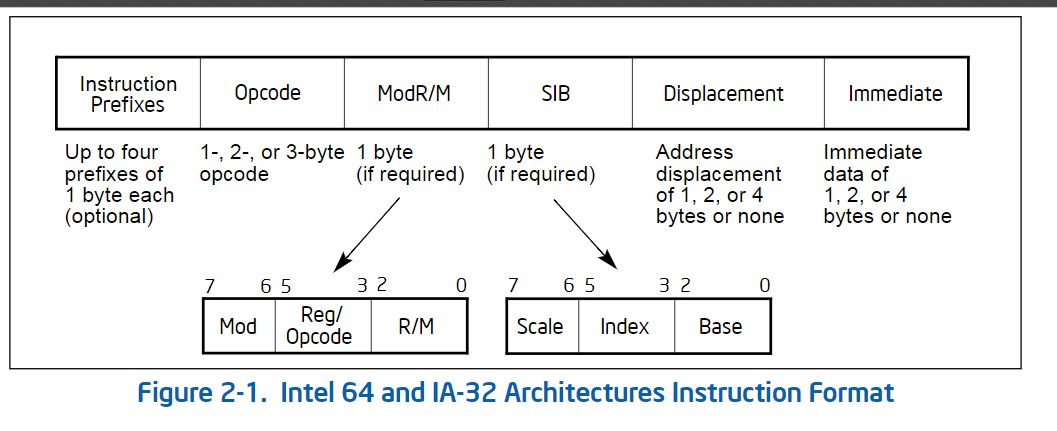 Instruction Prefixes
Opcode
ModR/M
SIB
Displacement
Immediate
Up to four
prefixes of
1 byte each
(optional)
1-, 2-, or 3-byte
opcode
1 byte
(if required)
1 byte
(if required)
Address
displacement
of 1, 2, or 4
bytes or none
Immediate
data of
1, 2, or 4
bytes or none
7 6 5 3 2 0
Mod
Reg/
Opcode
R/M
7 6 5 3 2 0
Scale
Index
Base
Figure 2-1. Intel 64 and IA-32 Architectures Instruction Format